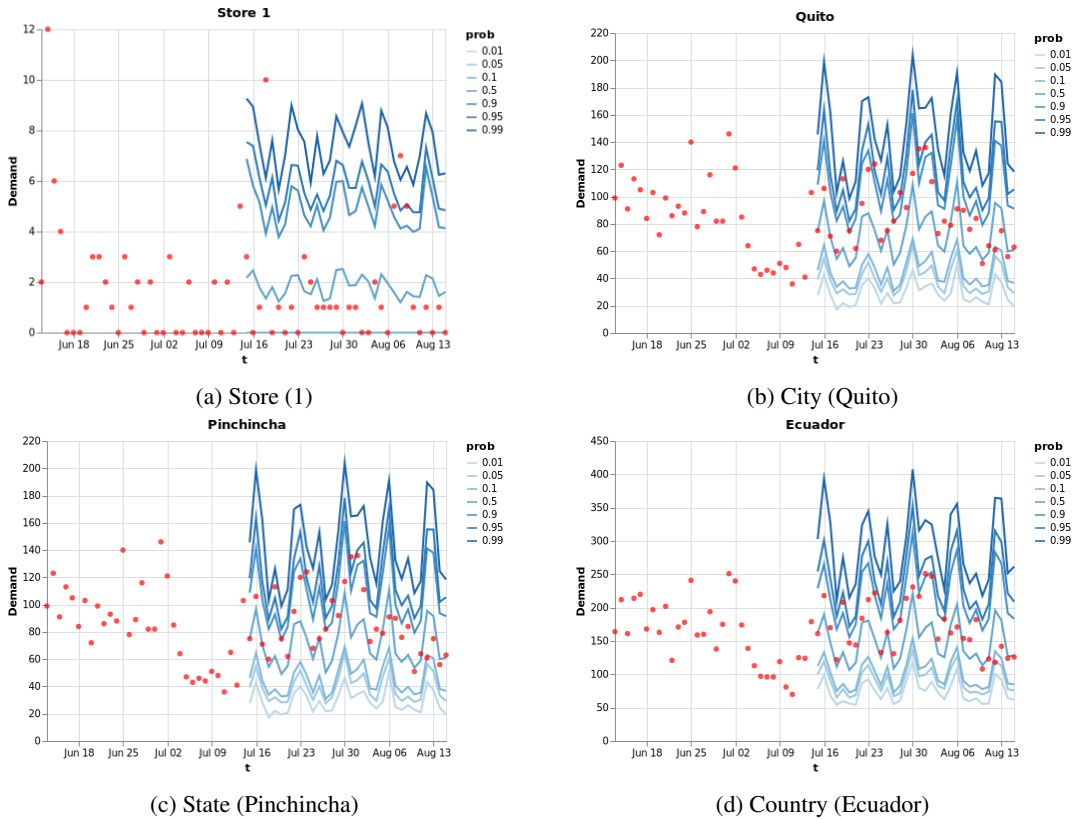 Store 1
12
10
8
6
4
2
0
Demand
Jun 18 Jun 25 Jul 02 Jul 09 Jul 16 Jul 23 Jul 30 Aug 06 Aug 13
t
prob
0.01
0.05
0.1
0.5
0.9
0.95
0.99
(a) Store (1)
Quito
220
200
180
160
140
120
100
80
60
40
20
0
Demand
Jun 18 Jun 25 Jul 02 Jul 09 Jul 16 Jul 23 Jul 30 Aug 06 Aug 13
t
prob
0.01
0.05
0.1
0.5
0.9
0.95
0.99
(b) City (Quito)
Pinchincha
220
200
180
160
140
120
100
80
60
40
20
0
Demand
Jun 18 Jun 25 Jul 02 Jul 09 Jul 16 Jul 23 Jul 30 Aug 06 Aug 13
t
prob
0.01
0.05
0.1
0.5
0.9
0.95
0.99
(c) State (Pinchincha)
Ecuador
450
400
350
300
250
200
150
100
50
0
Demand
Jun 18 Jun 25 Jul 02 Jul 09 Jul 16 Jul 23 Jul 30 Aug 06 Aug 13
t
prob
0.01
0.05
0.1
0.5
0.9
0.95
0.99
(d) Country (Ecuador)